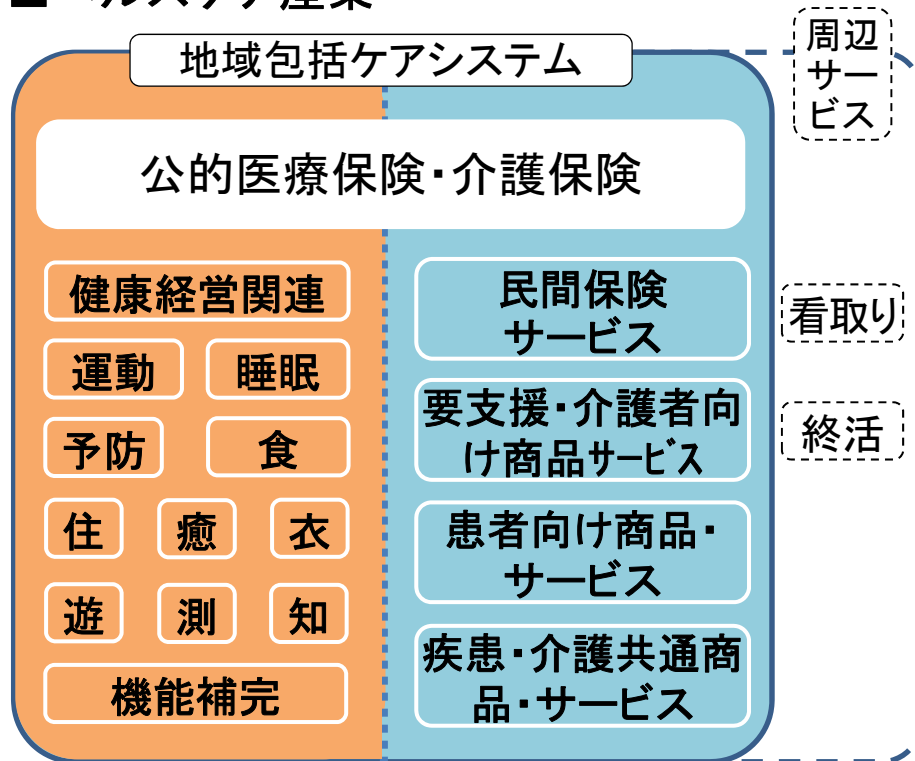 地域包括ケアシステム
周辺
サー
ビス
公的医療保険・介護保険
健康経営関連
運動
睡眠
予防
食
住
癒
衣
遊
測
知
機能補完
民間保険
サービス
要支援・介護者向
け商品サービス
患者向け商品・
サービス
疾患・介護共通商
品・サービス
看取り
終活